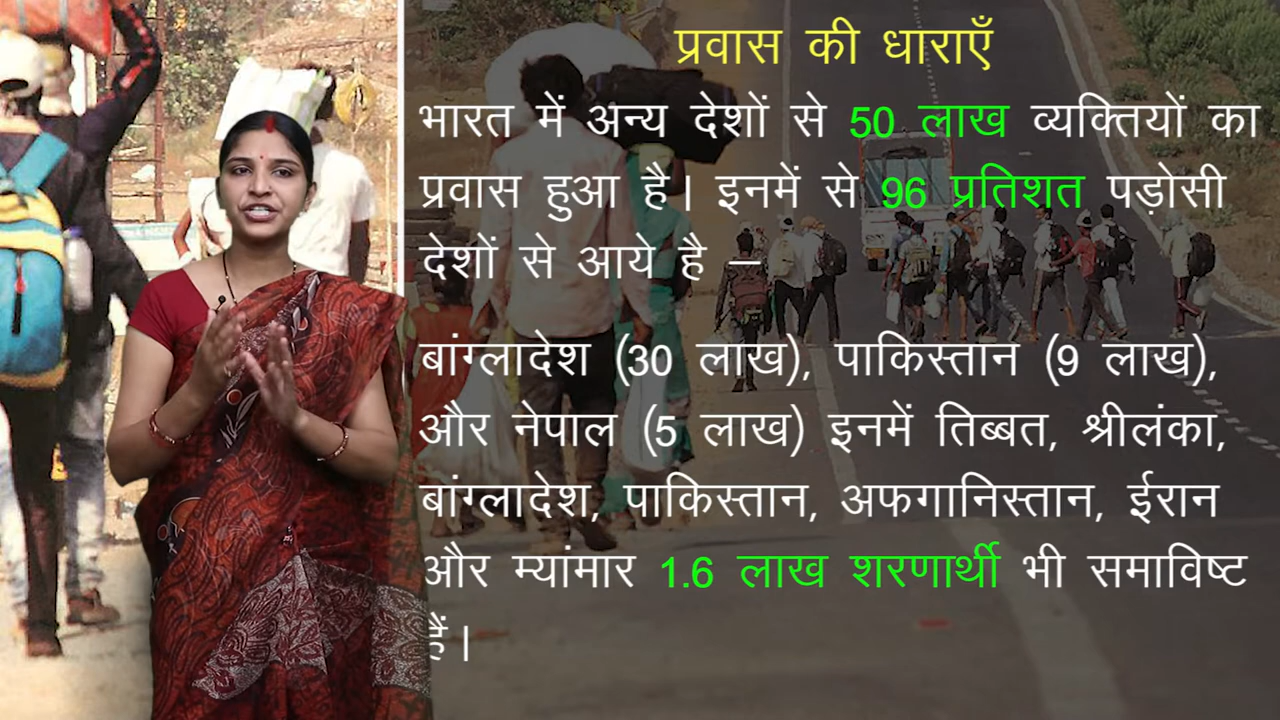 प्रवास की धाराएँ
भारत में अन्य देशों से 50 लाख व्यक्तियों का
प्रवास हुआ है। इनमें से 96 प्रतिशत पड़ोसी
देशों से आये है –
बांग्लादेश (30 लाख), पाकिस्तान (9 लाख),
और नेपाल (5 लाख) इनमें तिब्बत, श्रीलंका,
बांग्लादेश, पाकिस्तान, अफगानिस्तान, ईरान
और म्यांमार 1.6 लाख शरणार्थी भी समाविष्ट
हैं।